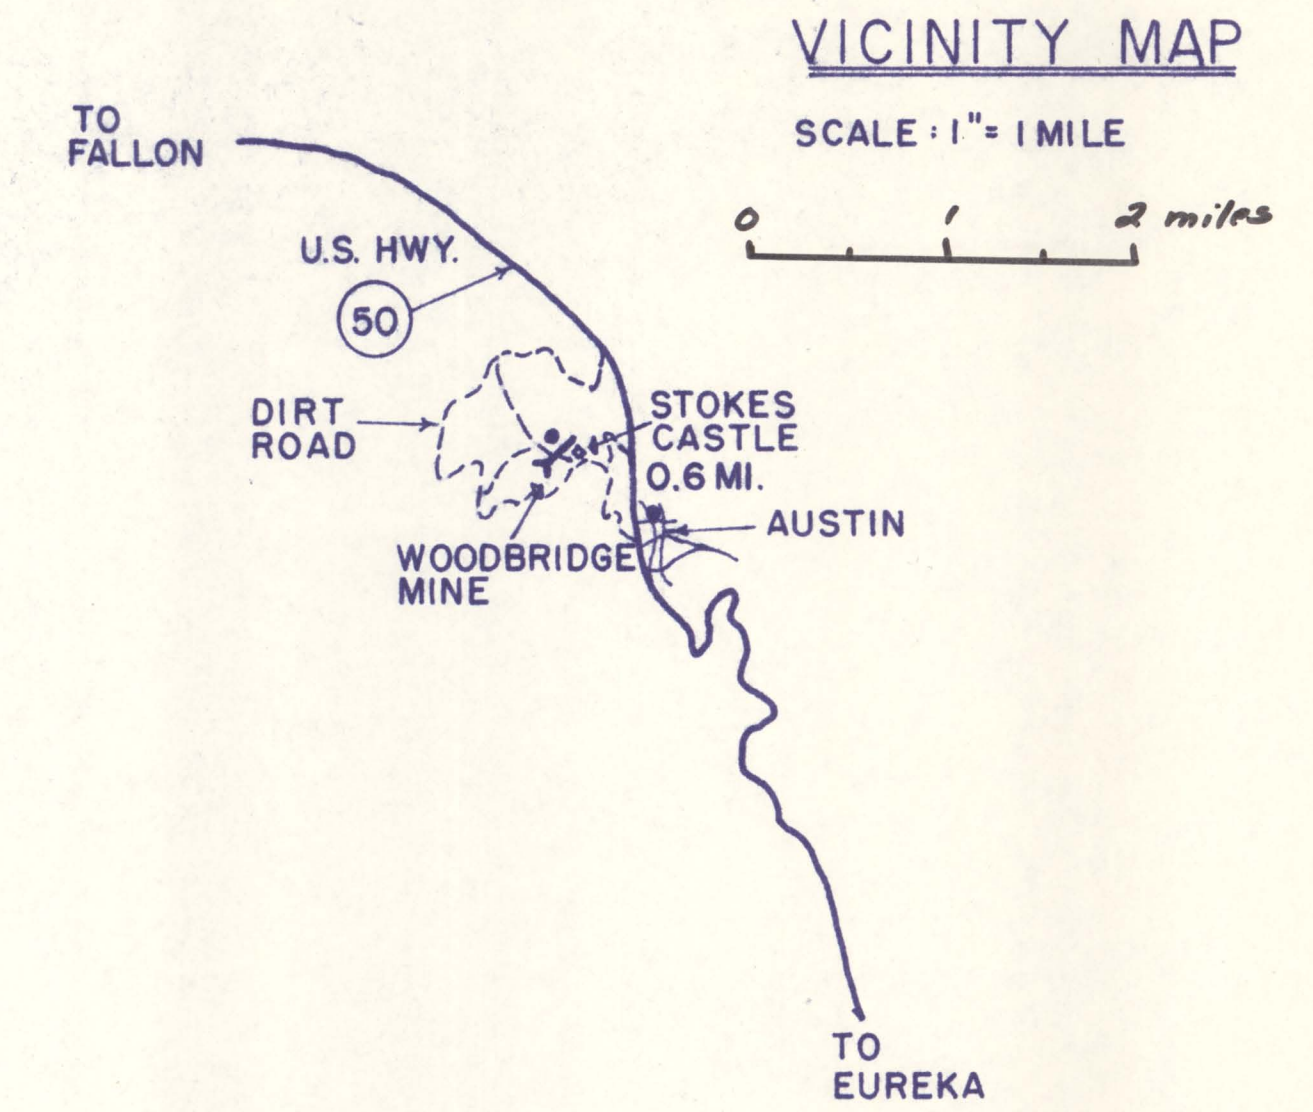 VICINITY MAP
SCALE : 1" = 1 MILE
0 1 2 miles
TO
FALLON
U.S. HWY.
50
DIRT
ROAD
STOKES
CASTLE
0.6 MI.
AUSTIN
WOODBRIDGE
MINE
TO
EUREKA